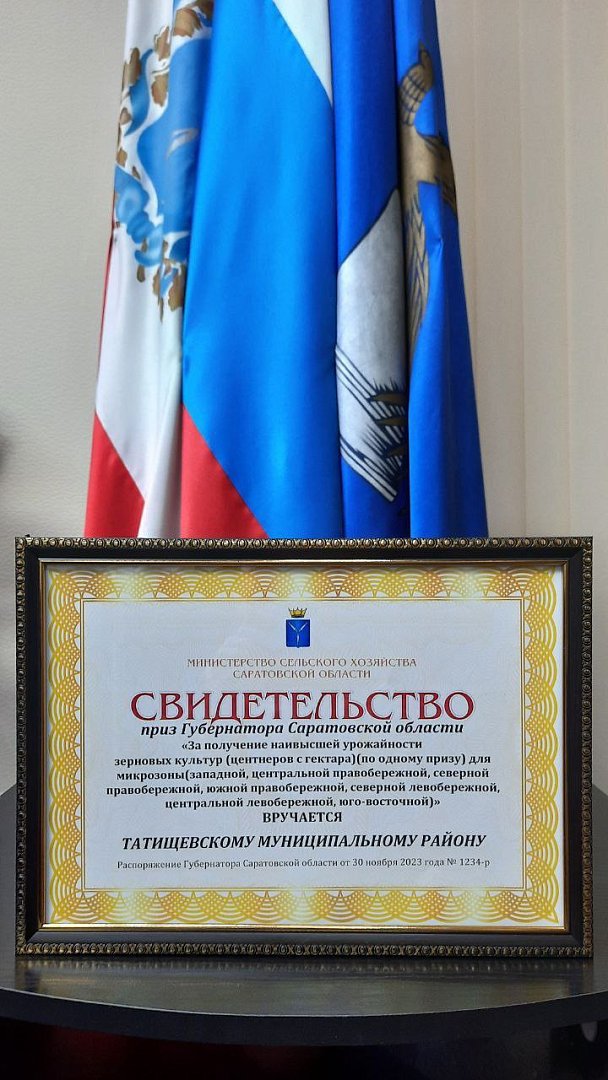 МИНИСТЕРСТВО СЕЛЬСКОГО ХОЗЯЙСТВА
САРАТОВСКОЙ ОБЛАСТИ
СВИДЕТЕЛЬСТВО
приз Губернатора Саратовской области
«За получение наивысшей урожайности
зерновых культур (центнеров с гектара)(по одному призу) для
микрозоны(западной, центральной правобережной, северной
правобережной, южной правобережной, северной левобережной,
центральной левобережной, юго-восточной)»
ВРУЧАЕТСЯ
ТАТИЩЕВСКОМУ МУНИЦИПАЛЬНОМУ РАЙОНУ
Распоряжение Губернатора Саратовской области от 30 ноября 2023 года № 1234-р